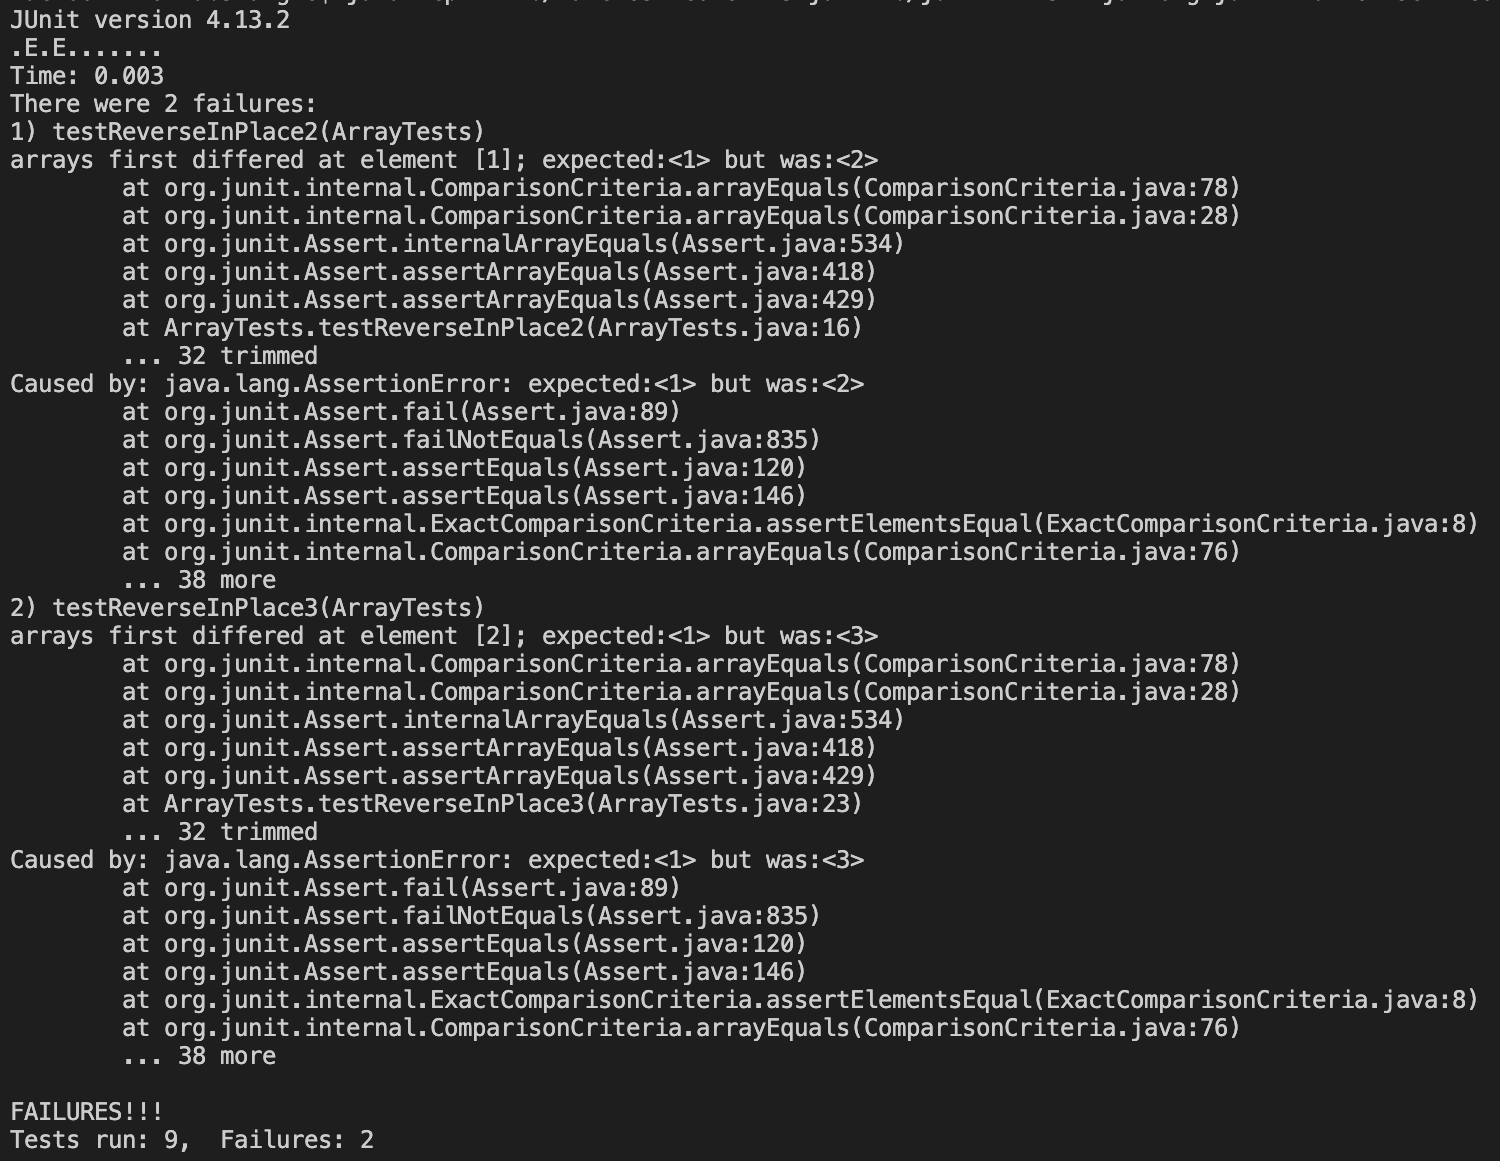 JUnit version 4.13.2
.E.E.......
Time: 0.003
There were 2 failures:
1) testReverseInPlace2(ArrayTests)
arrays first differed at element [1]; expected:<1> but was:<2>
        at org.junit.internal.ComparisonCriteria.arrayEquals(ComparisonCriteria.java:78)
        at org.junit.internal.ComparisonCriteria.arrayEquals(ComparisonCriteria.java:28)
        at org.junit.Assert.internalArrayEquals(Assert.java:534)
        at org.junit.Assert.assertArrayEquals(Assert.java:418)
        at org.junit.Assert.assertArrayEquals(Assert.java:429)
        at ArrayTests.testReverseInPlace2(ArrayTests.java:16)
        ... 32 trimmed
Caused by: java.lang.AssertionError: expected:<1> but was:<2>
        at org.junit.Assert.fail(Assert.java:89)
        at org.junit.Assert.failNotEquals(Assert.java:835)
        at org.junit.Assert.assertEquals(Assert.java:120)
        at org.junit.Assert.assertEquals(Assert.java:146)
        at org.junit.internal.ExactComparisonCriteria.assertElementsEqual(ExactComparisonCriteria.java:8)
        at org.junit.internal.ComparisonCriteria.arrayEquals(ComparisonCriteria.java:76)
        ... 38 more
2) testReverseInPlace3(ArrayTests)
arrays first differed at element [2]; expected:<1> but was:<3>
        at org.junit.internal.ComparisonCriteria.arrayEquals(ComparisonCriteria.java:78)
        at org.junit.internal.ComparisonCriteria.arrayEquals(ComparisonCriteria.java:28)
        at org.junit.Assert.internalArrayEquals(Assert.java:534)
        at org.junit.Assert.assertArrayEquals(Assert.java:418)
        at org.junit.Assert.assertArrayEquals(Assert.java:429)
        at ArrayTests.testReverseInPlace3(ArrayTests.java:23)
        ... 32 trimmed
Caused by: java.lang.AssertionError: expected:<1> but was:<3>
        at org.junit.Assert.fail(Assert.java:89)
        at org.junit.Assert.failNotEquals(Assert.java:835)
        at org.junit.Assert.assertEquals(Assert.java:120)
        at org.junit.Assert.assertEquals(Assert.java:146)
        at org.junit.internal.ExactComparisonCriteria.assertElementsEqual(ExactComparisonCriteria.java:8)
        at org.junit.internal.ComparisonCriteria.arrayEquals(ComparisonCriteria.java:76)
        ... 38 more

FAILURES!!!
Tests run: 9,  Failures: 2